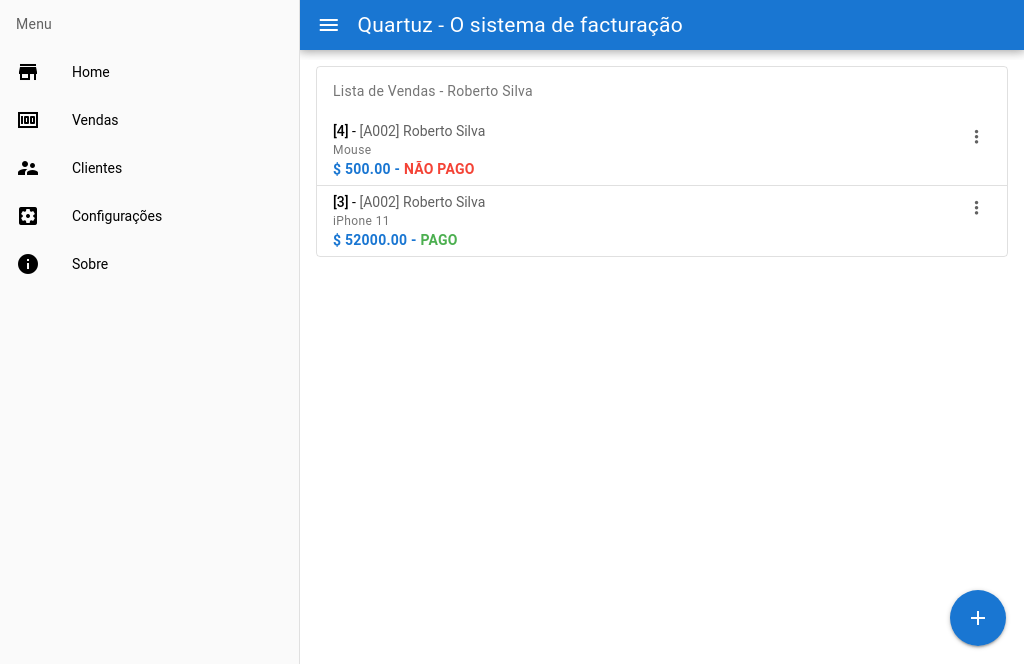 Menu
Home
Vendas
Clientes
Configurações
Sobre
Quartuz - O sistema de facturação
Lista de Vendas - Roberto Silva
[4] - [A002] Roberto Silva
Mouse
$ 500.00 - NÃO PAGO
[3] - [A002] Roberto Silva
iPhone 11
$ 52000.00 - PAGO